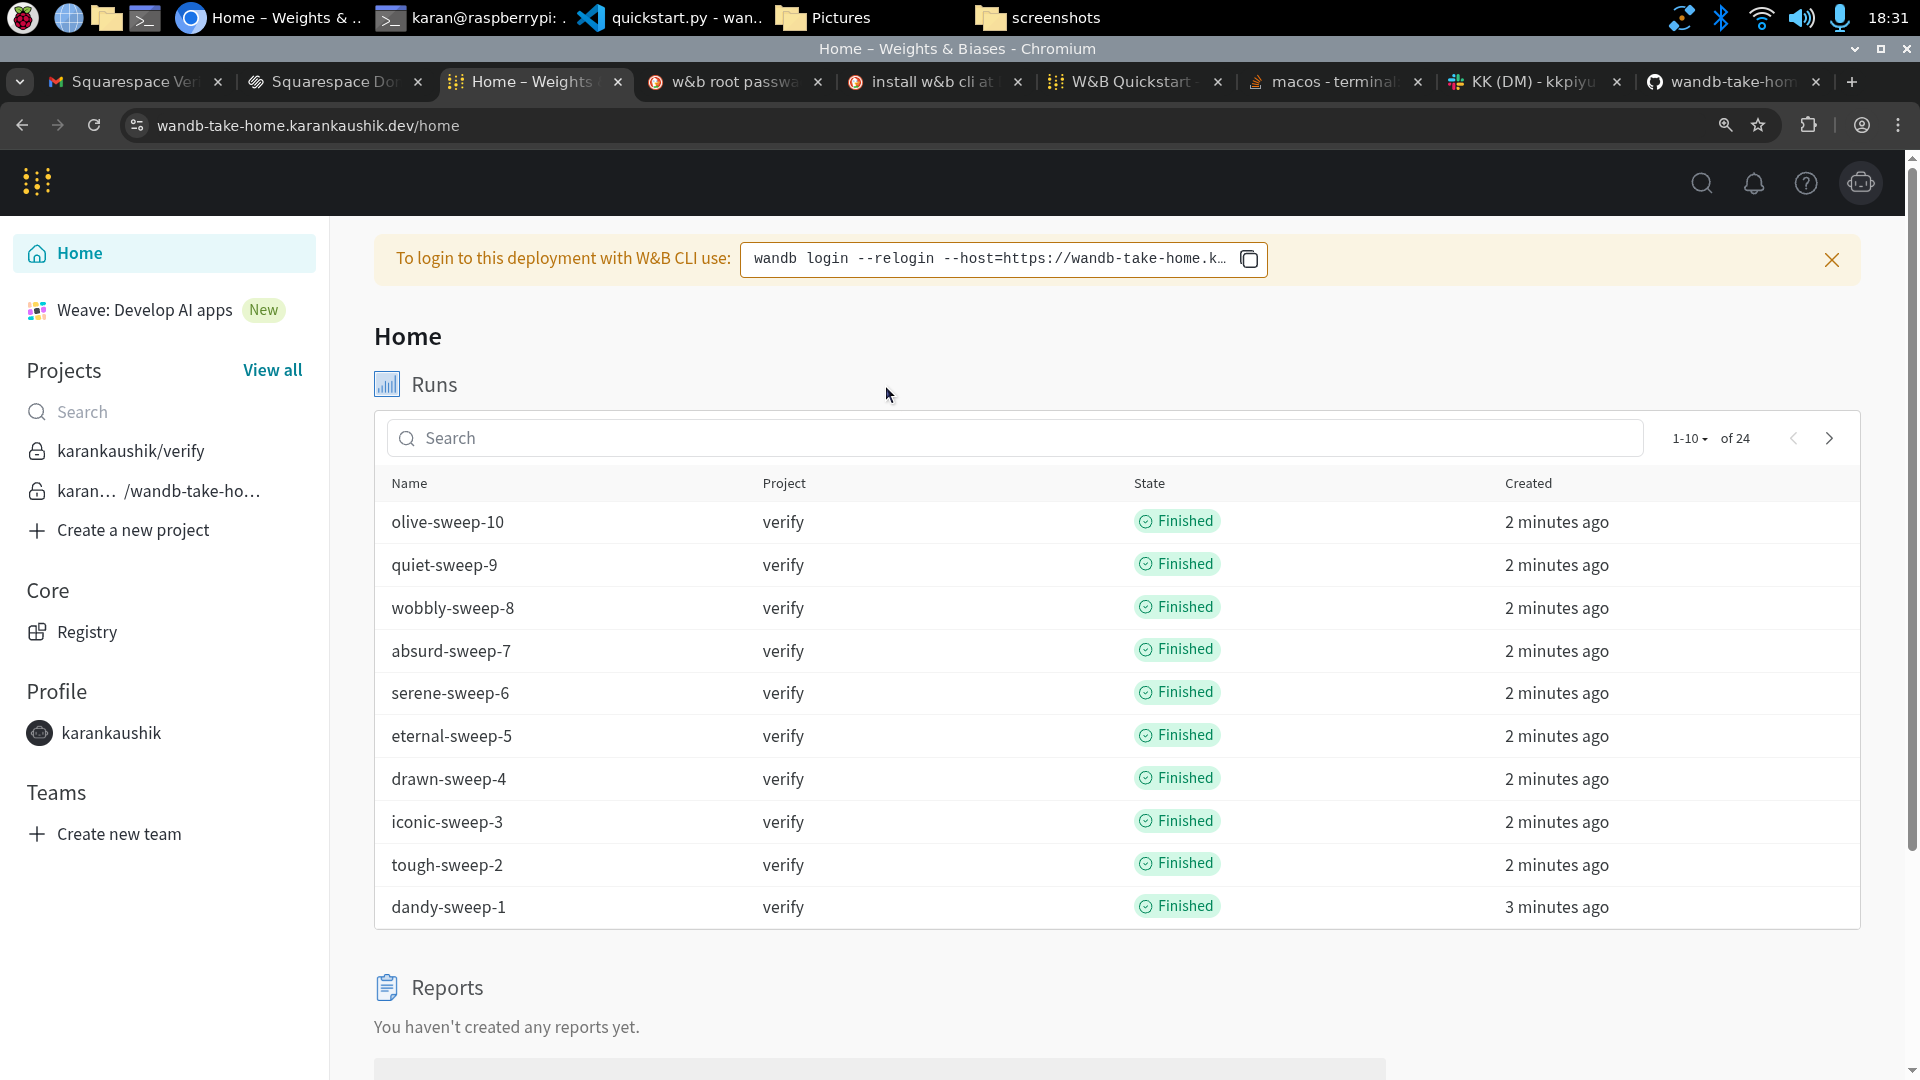 Home – Weights & ..
karan@raspberrypi: .
quickstart.py - wan..
Pictures
screenshots
18:31
Home – Weights & Biases - Chromium
Squarespace Ver
Squarespace Dor
Home – Weights
w&b root passwa
install w&b cli at
W&B Quickstart -
macos - terminal
KK (DM) - kkpiyu
wandb-take-hom
wandb-take-home.karankaushik.dev/home
Home
Weave: Develop AI apps New
Projects View all
Search
karankaushik/verify
karan... /wandb-take-ho...
Create a new project
Core
Registry
Profile
karankaushik
Teams
Create new team
To login to this deployment with W&B CLI use: wandb login --relogin --host=https://wandb-take-home.k…
Home
Runs
Search 1-10 of 24
Name Project State Created
olive-sweep-10 verify Finished 2 minutes ago
quiet-sweep-9 verify Finished 2 minutes ago
wobbly-sweep-8 verify Finished 2 minutes ago
absurd-sweep-7 verify Finished 2 minutes ago
serene-sweep-6 verify Finished 2 minutes ago
eternal-sweep-5 verify Finished 2 minutes ago
drawn-sweep-4 verify Finished 2 minutes ago
iconic-sweep-3 verify Finished 2 minutes ago
tough-sweep-2 verify Finished 2 minutes ago
dandy-sweep-1 verify Finished 3 minutes ago
Reports
You haven't created any reports yet.